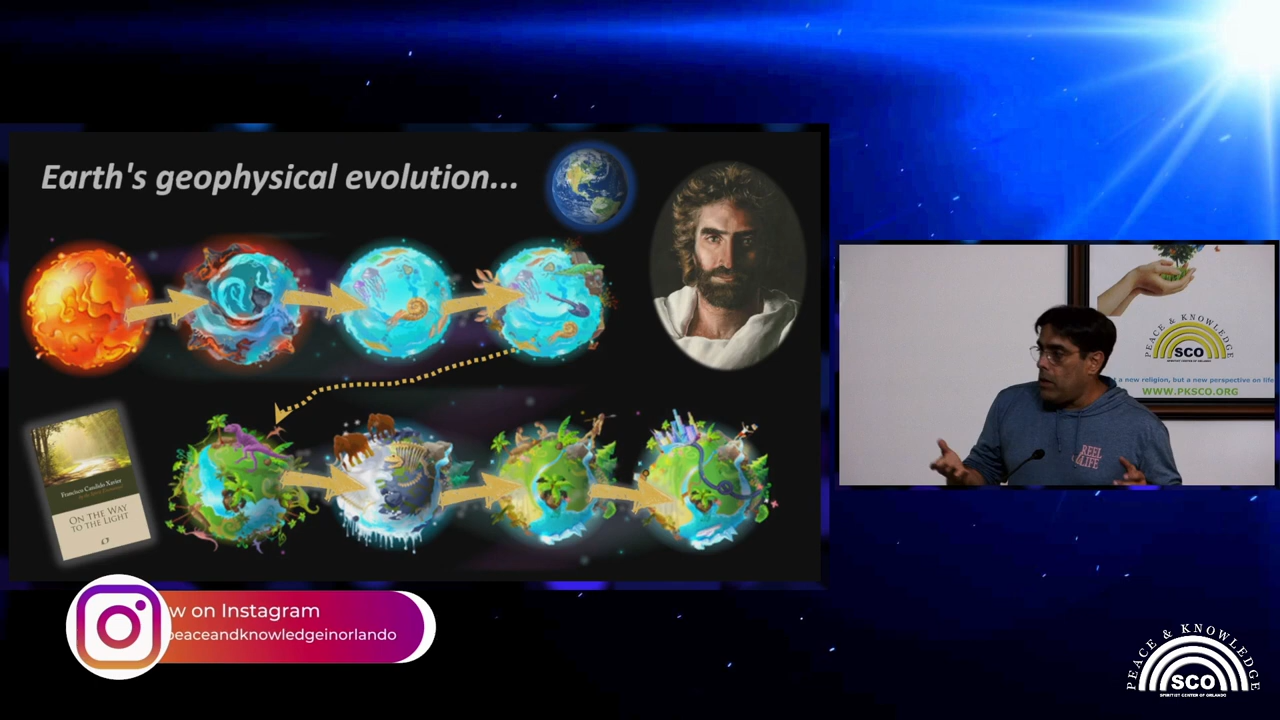 Earth's geophysical evolution...
Francisco Candido Xavier
ON THE WAY
TO THE LIGHT
w on Instagram
peaceandknowledgeinorlando
PEACE & KNOWLEDGE
SCO
a new religion, but a new perspective on life
WWW.PKSCO.ORG
REEL
LIFE
PEACE & KNOWLEDGE
SCO
SPIRITIST CENTER OF ORLANDO